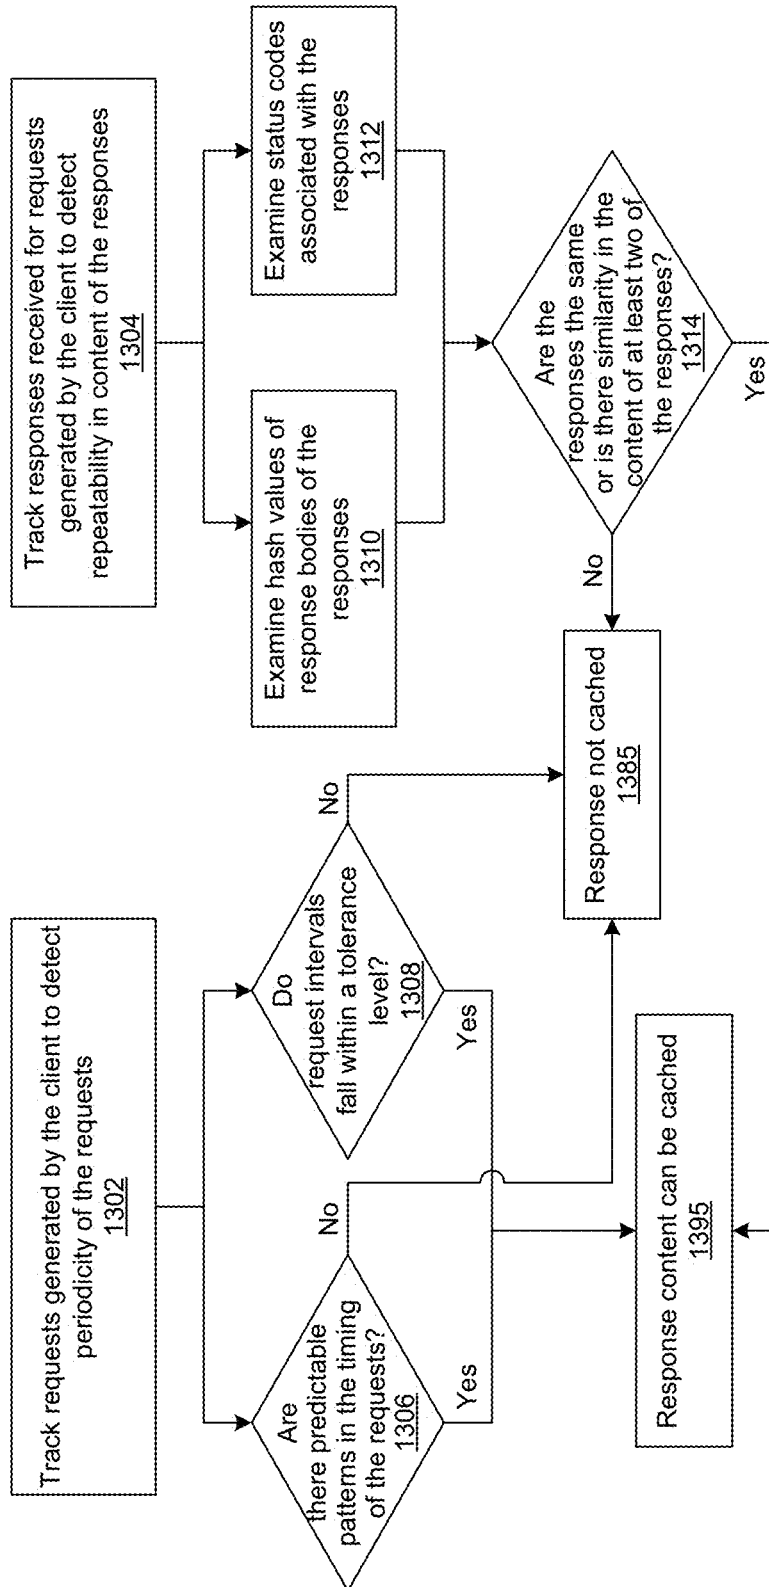 Track requests generated by the client to detect
periodicity of the requests
1302
Are
there predictable
patterns in the timing
of the requests?
1306
No
Yes
Do
request intervals
fall within a tolerance
level?
1308
No
Yes
Track responses received for requests
generated by the client to detect
repeatability in content of the responses
1304
Examine hash values of
response bodies of the
responses
1310
Examine status codes
associated with the
responses
1312
Are the
responses the same
or is there similarity in the
content of at least two of
the responses?
1314
No
Yes
Response not cached
1385
Response content can be cached
1395